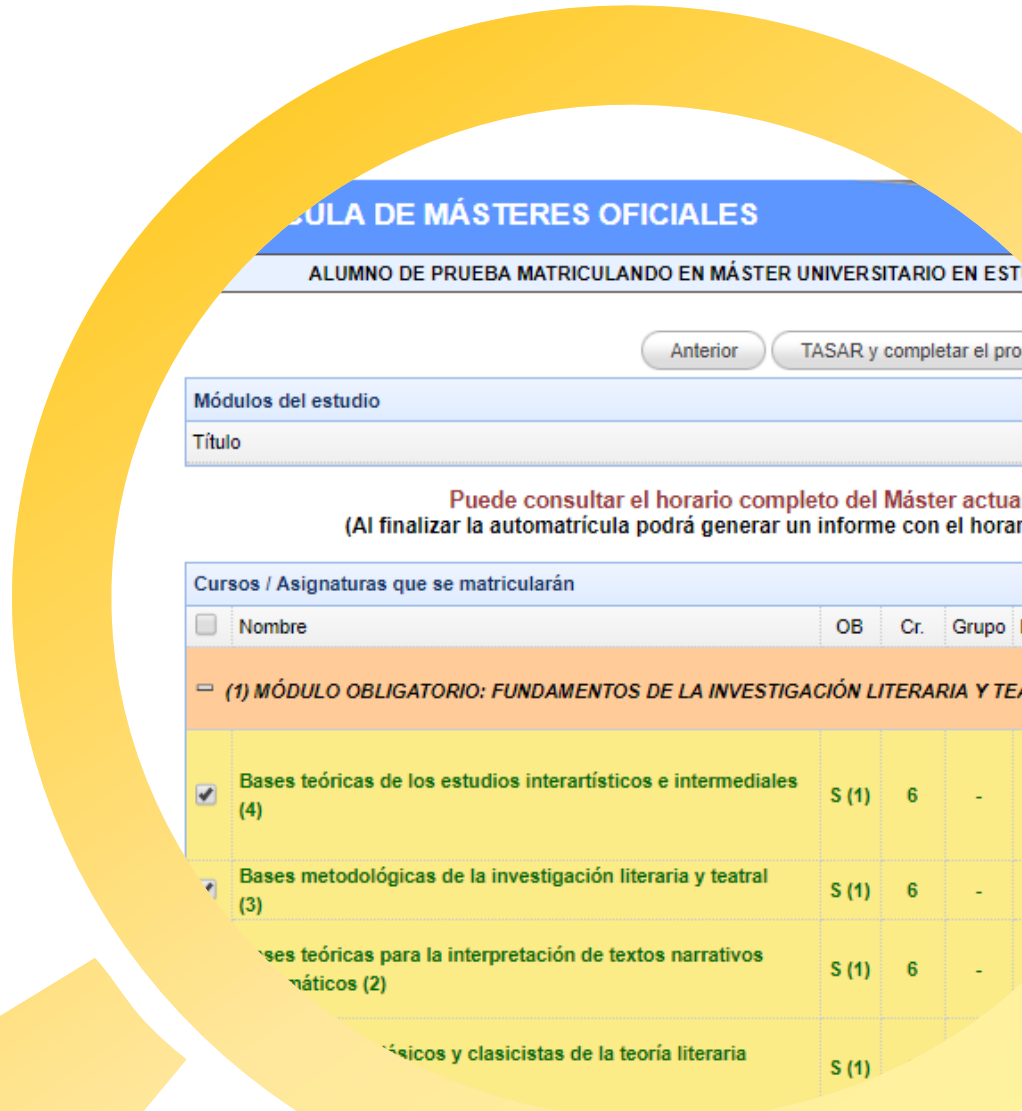 DE MÁSTERES OFICIALES
ALUMNO DE PRUEBA MATRICULANDO EN MÁSTER UNIVERSITARIO EN
Anterior TASAR y completar el
Módulos del estudio
Título
Puede consultar el horario completo del Máster
(Al finalizar la automatrícula podrá generar un informe con el
Cursos / Asignaturas que se matricularán
Nombre OB Cr. Grupo
(1) MÓDULO OBLIGATORIO: FUNDAMENTOS DE LA INVESTIGACIÓN LITERARIA Y
Bases teóricas de los estudios interartísticos e intermediales
(4) S (1) 6 -
Bases metodológicas de la investigación literaria y teatral
(3) S (1) 6 -
teóricas para la interpretación de textos narrativos
(2) S (1) 6 -
y clasicistas de la teoría literaria
S (1)